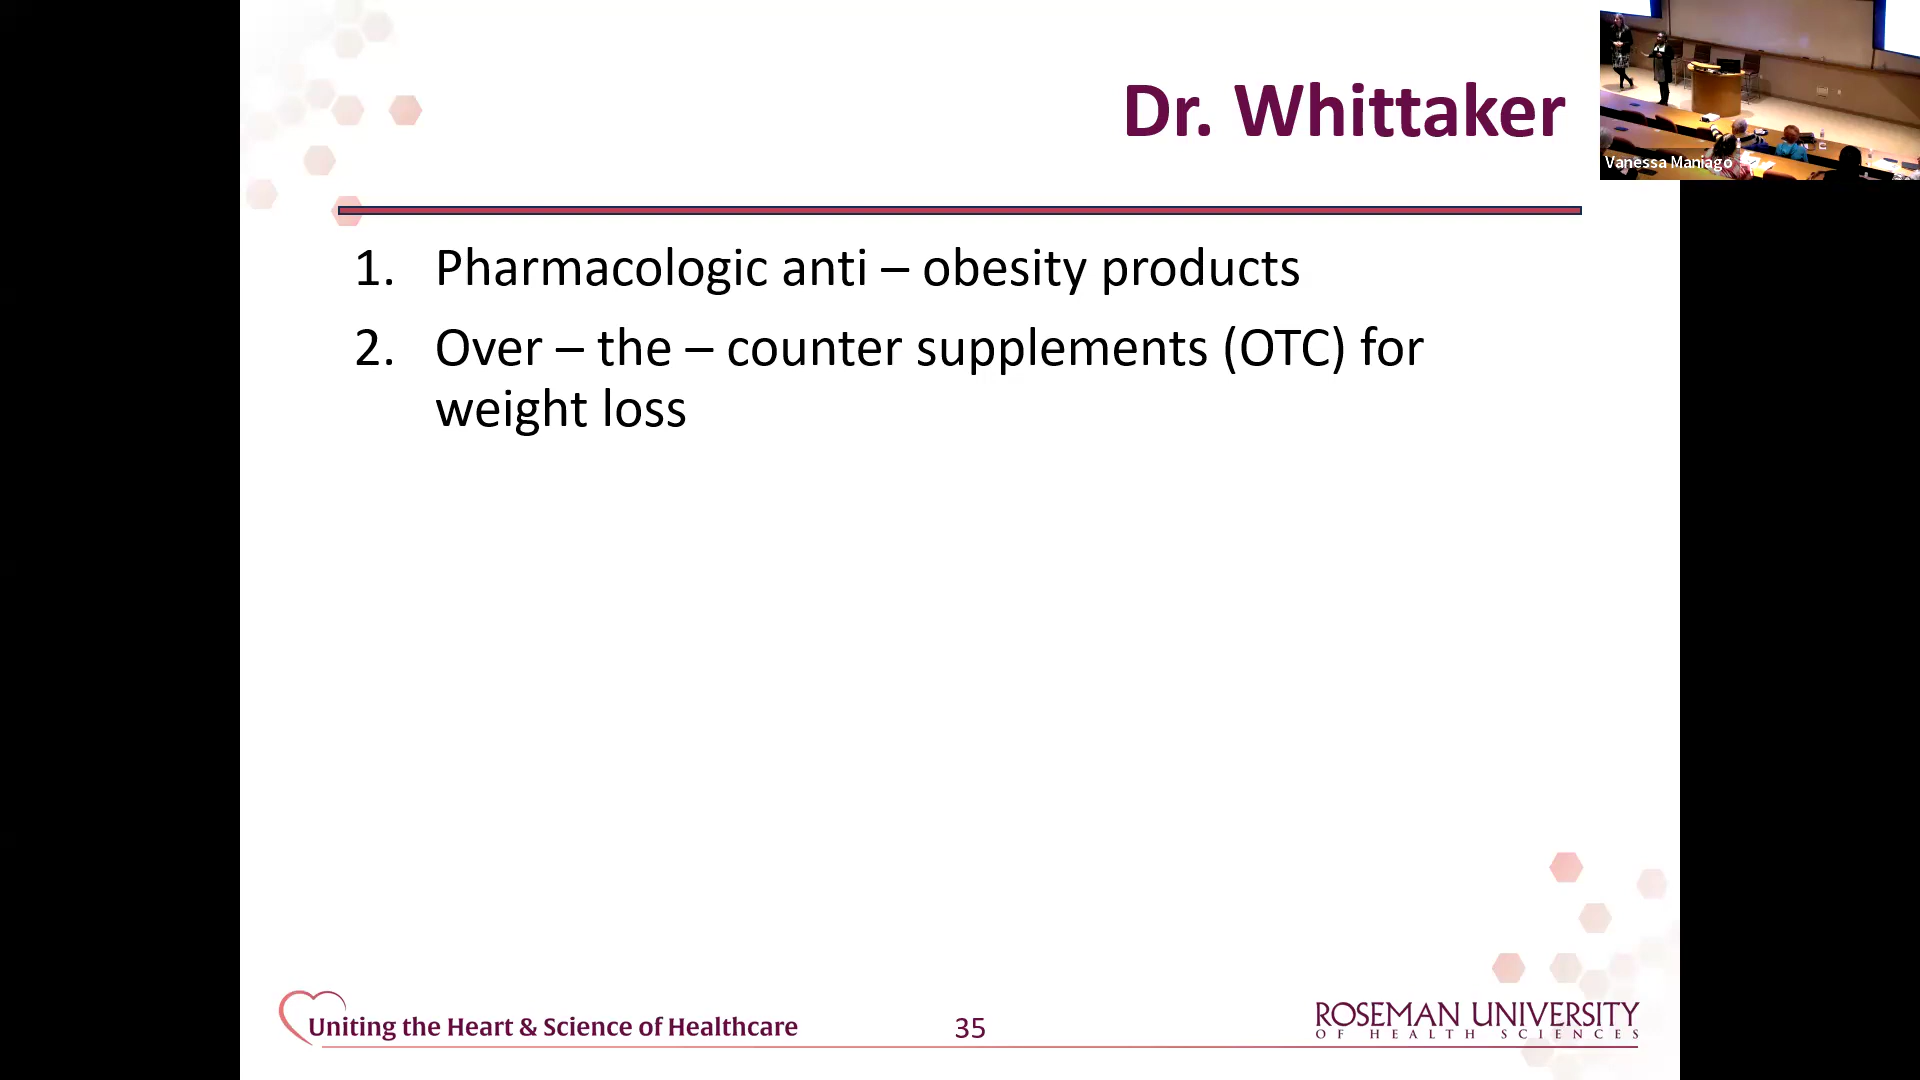 Dr. Whittaker
Vanessa Maniago
1. Pharmacologic anti – obesity products
2. Over – the – counter supplements (OTC) for
weight loss
Uniting the Heart & Science of Healthcare
35
ROSEMAN UNIVERSITY
OF HEALTH SCIENCES